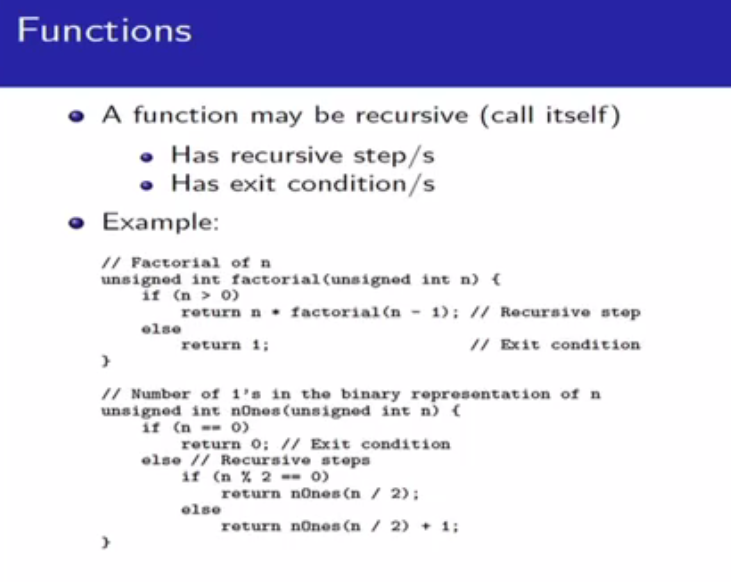 Functions
A function may be recursive (call itself)
Has recursive step/s
Has exit condition/s
Example:
// Factorial of n
unsigned int factorial(unsigned int n) {
    if (n > 0)
        return n * factorial(n - 1); // Recursive step
    else
        return 1;                    // Exit condition
}
// Number of 1's in the binary representation of n
unsigned int nOnes(unsigned int n) {
    if (n == 0)
        return 0; // Exit condition
    else // Recursive steps
        if (n % 2 == 0)
            return nOnes(n / 2);
        else
            return nOnes(n / 2) + 1;
}